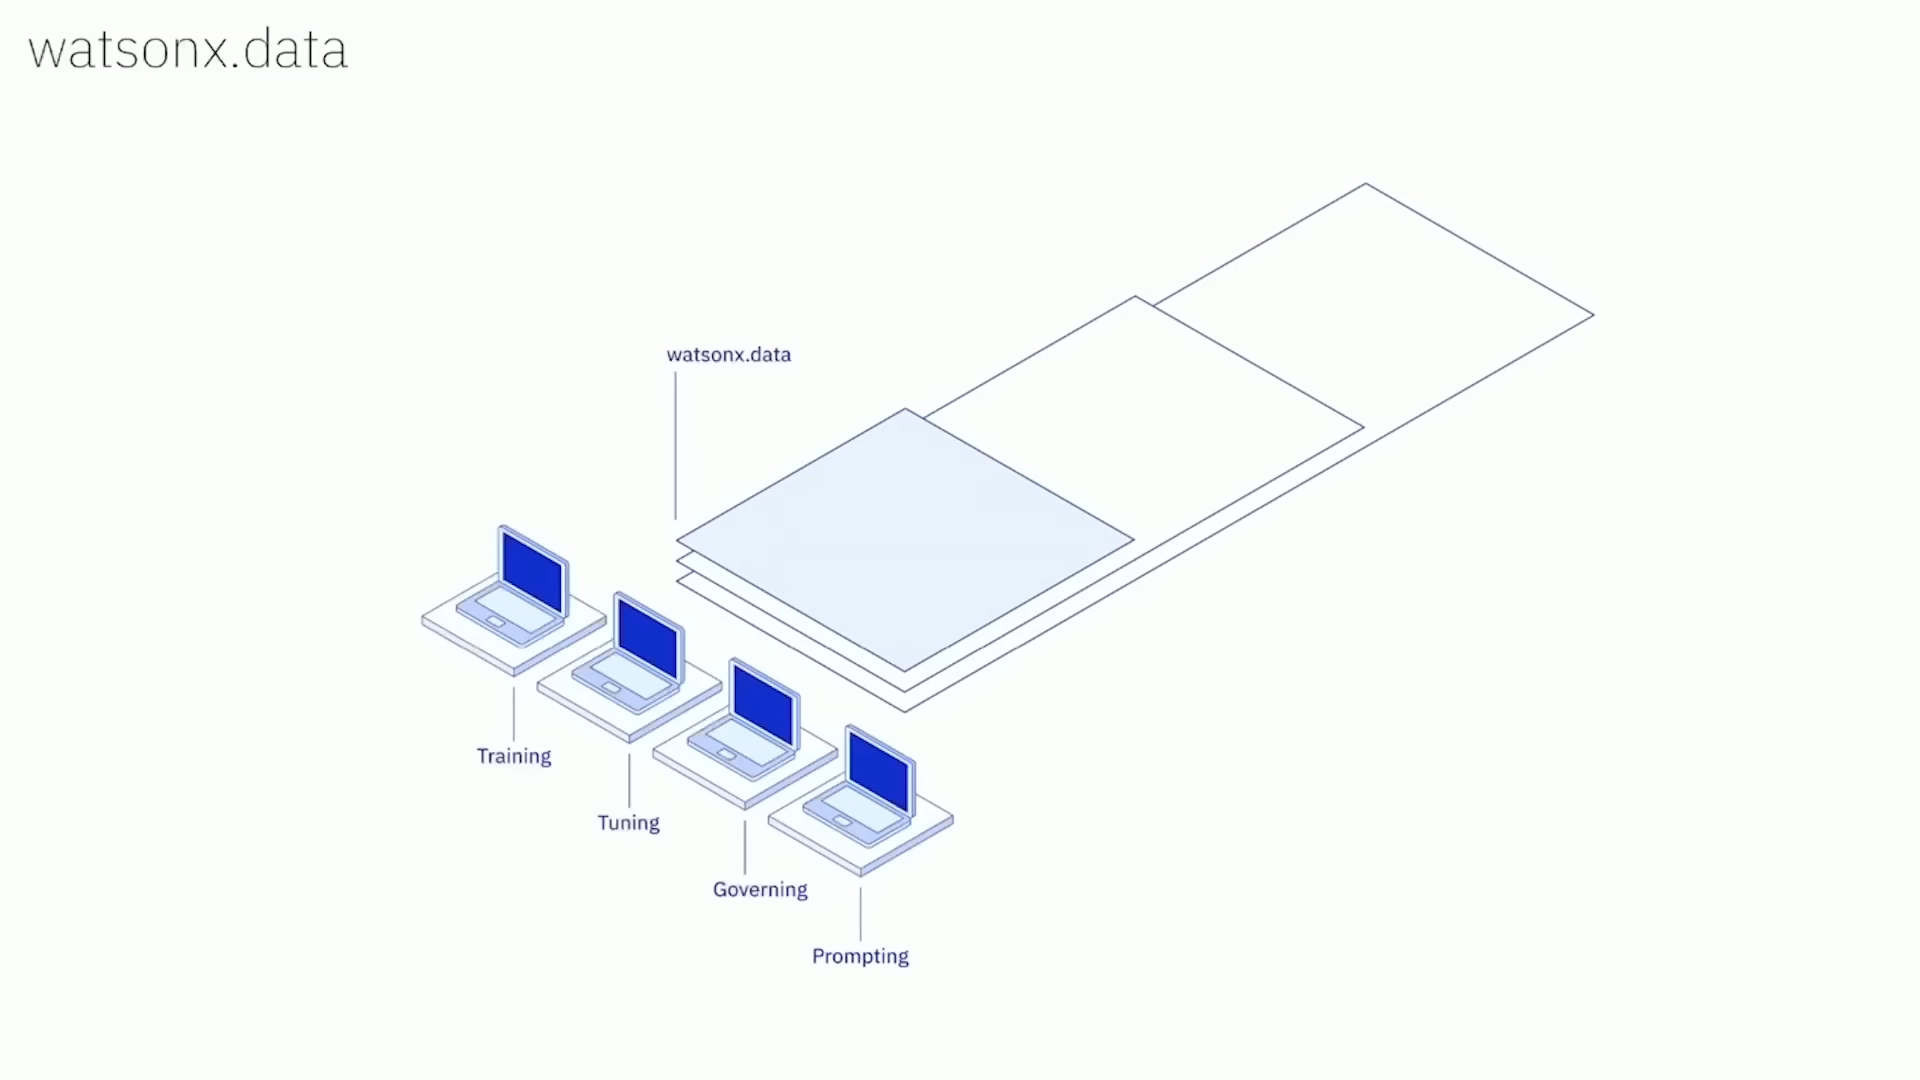 watsonx.data
watsonx.data
Training
Tuning
Governing
Prompting